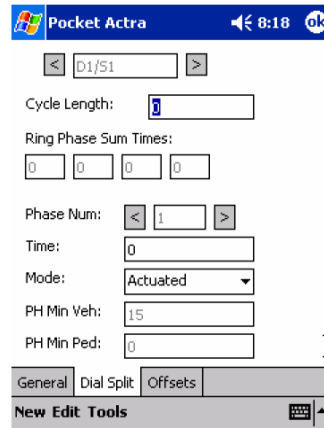 Pocket Actra 8:18 ok
< D1/S1 >
Cycle Length: 0
Ring Phase Sum Times:
0 0 0 0
Phase Num: < 1 >
Time: 0
Mode: Actuated
PH Min Veh: 15
PH Min Ped: 0
General Dial Split Offsets
New Edit Tools